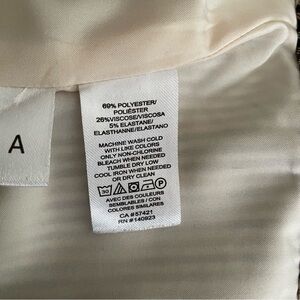 A
69% POLYESTER/
POLIÉSTER
26%VISCOSE/VISCOSA
5% ELASTANE/
ELASTHANNE/ELASTANO
MACHINE WASH COLD
WITH LIKE COLORS
ONLY NON-CHLORINE
BLEACH WHEN NEEDED
TUMBLE DRY LOW
COOL IRON WHEN NEEDED
OR DRY CLEAN
30
AVEC DES COULEURS
SEMBLABLES / CON
COLORES SIMILARES
CA #57421
RN #140923